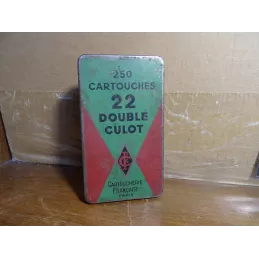 250
CARTOUCHES
22
DOUBLE
CULOT
CARTOUCHERIE
FRANÇAISE
PARIS